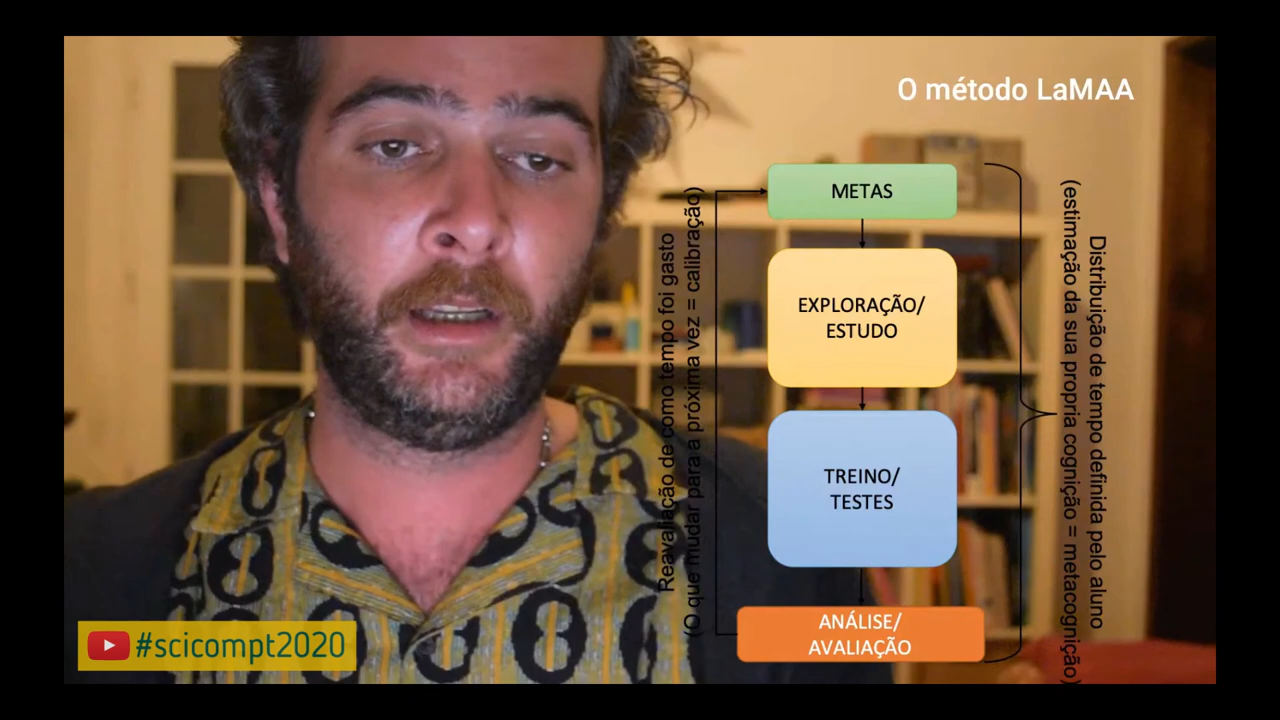 O método LaMAA
METAS
EXPLORAÇÃO/
ESTUDO
TREINO/
TESTES
ANÁLISE/
AVALIAÇÃO
Reavaliação de como tempo foi gasto
(O que mudar para a próxima vez = calibração)
Distribuição de tempo definida pelo aluno
(estimação da sua propria cognição = metacognição)
#scicompt2020